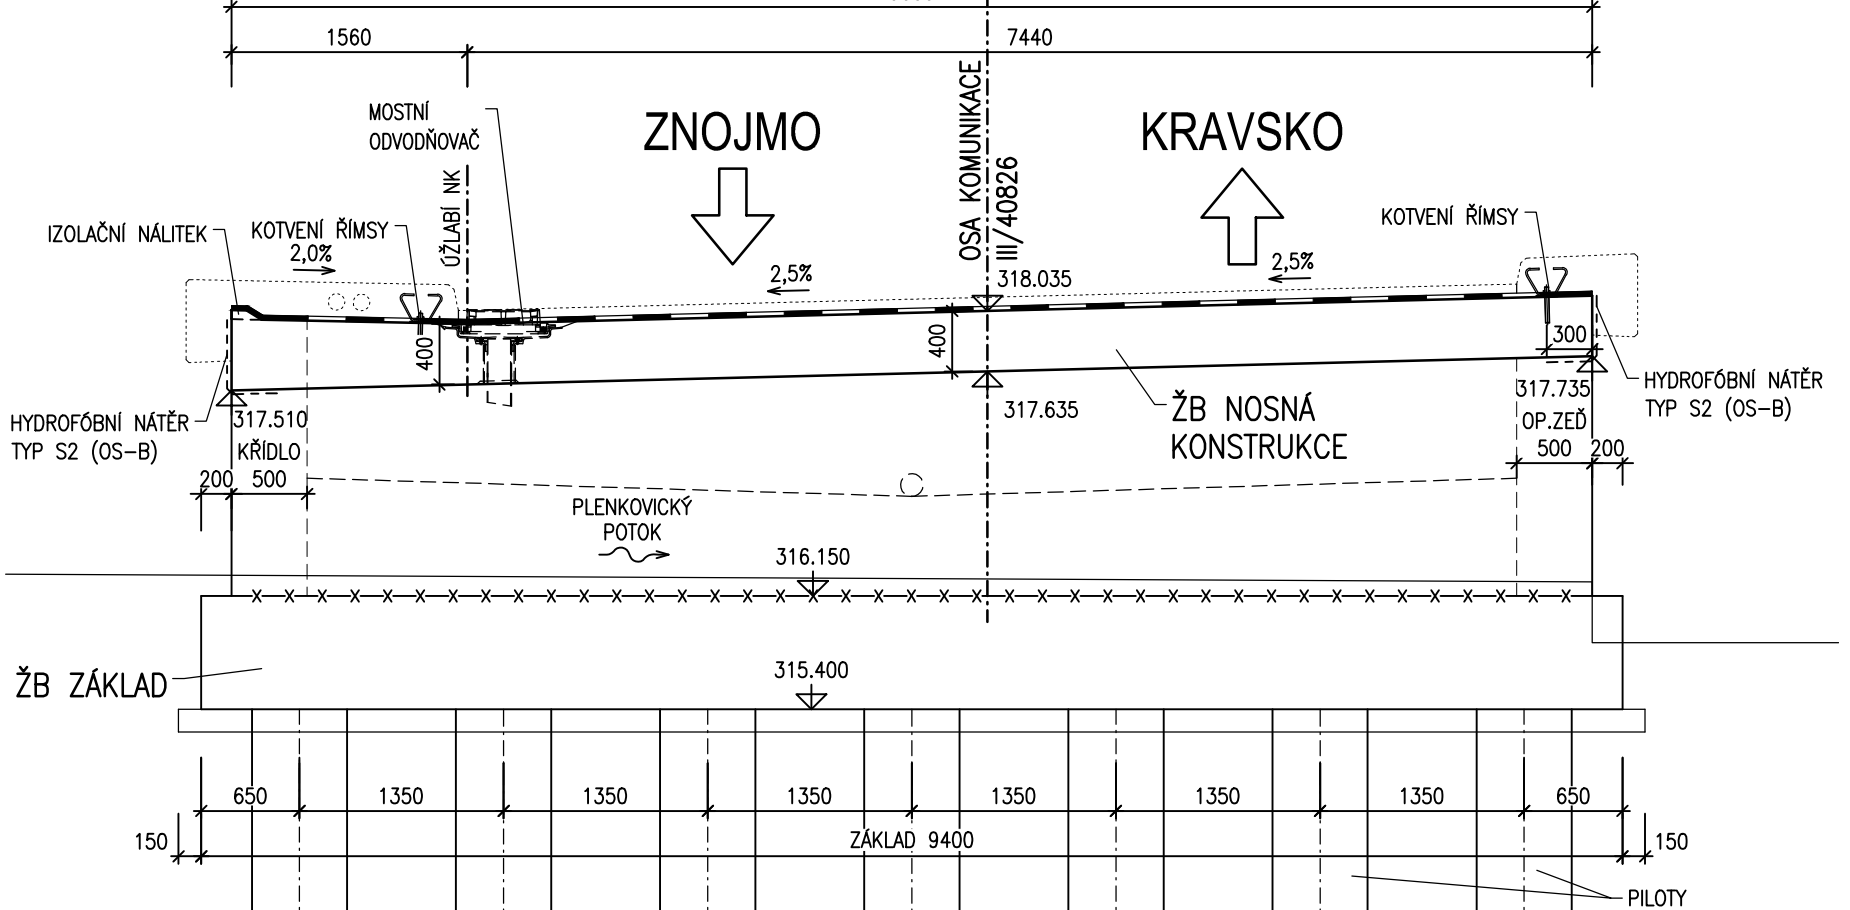 1560
7440
MOSTNÍ
ODVODŇOVAČ
ZNOJMO
KRAVSKO
OSA KOMUNIKACE
III/40826
ÚŽLABÍ NK
IZOLAČNÍ NÁLITEK
KOTVENÍ ŘÍMSY
2,0%
2,5%
2,5%
KOTVENÍ ŘÍMSY
318.035
400
400
300
HYDROFÓBNÍ NÁTĚR
TYP S2 (OS-B)
317.510
KŘÍDLO
200
500
317.635
ŽB NOSNÁ
KONSTRUKCE
317.735
OP.ZEĎ
500
200
HYDROFÓBNÍ NÁTĚR
TYP S2 (OS-B)
PLENKOVICKÝ
POTOK
316.150
ŽB ZÁKLAD
315.400
650
1350
1350
1350
1350
1350
1350
650
150
ZÁKLAD 9400
150
PILOTY